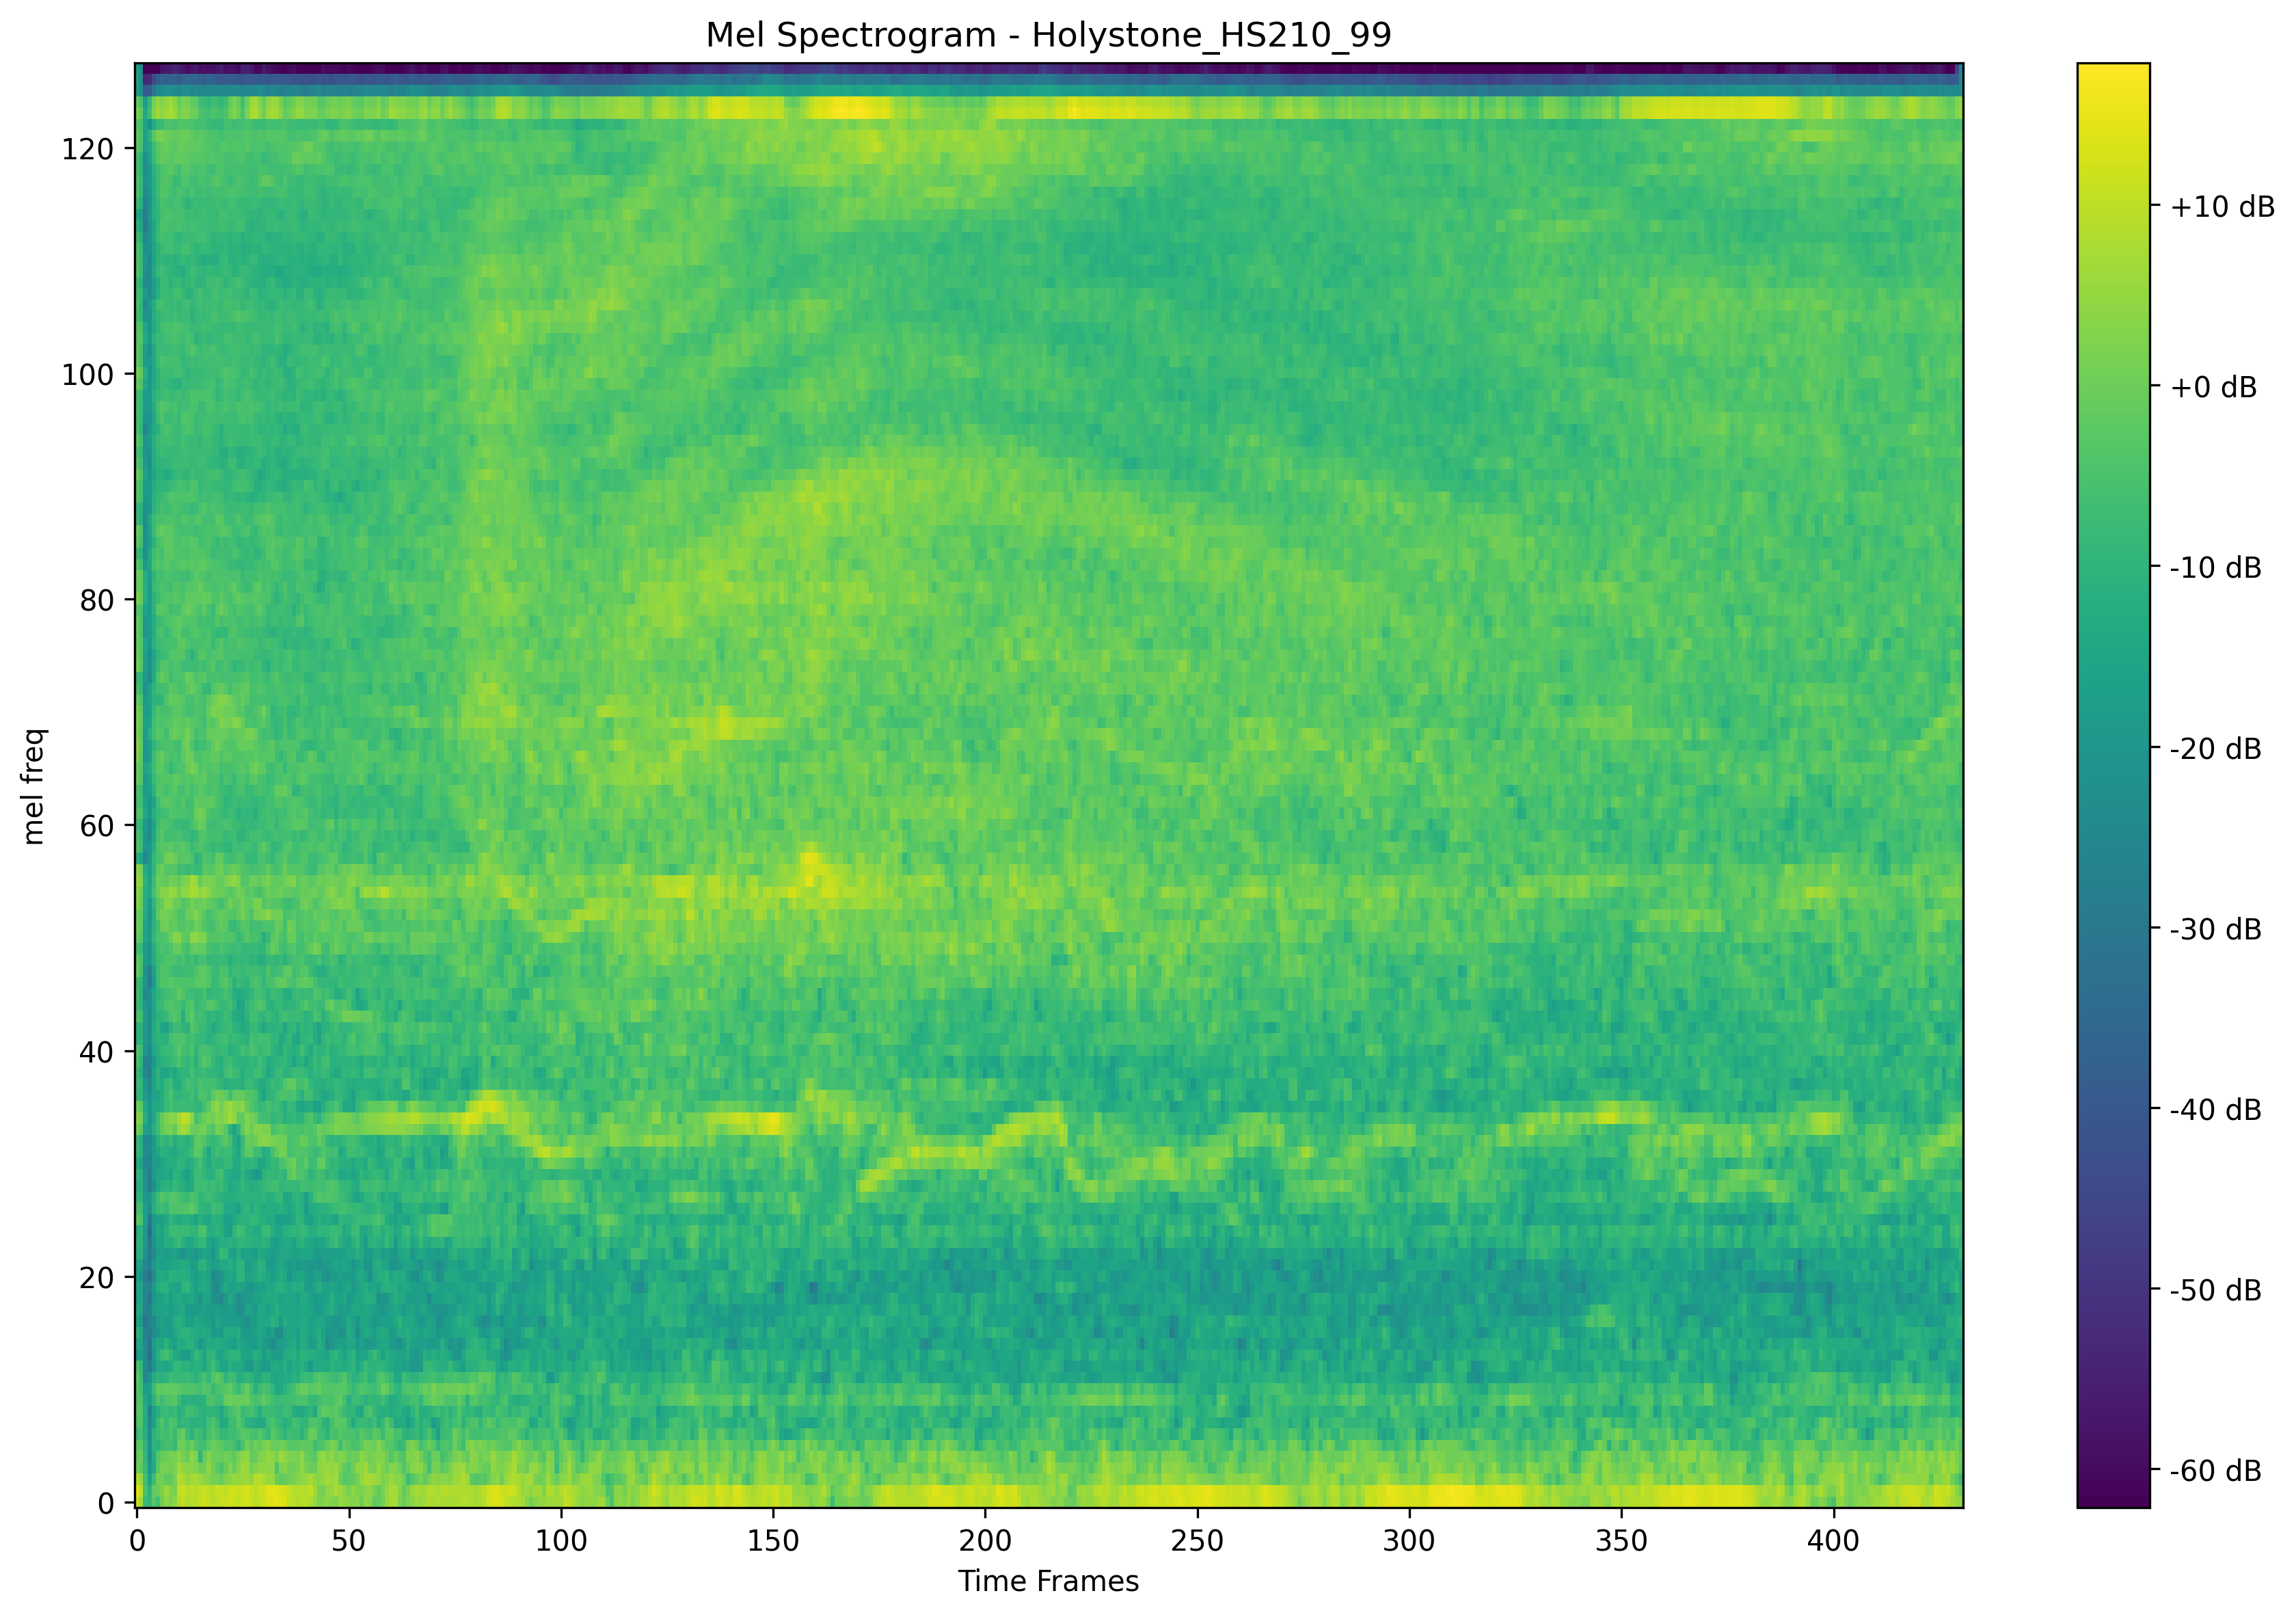 Mel Spectrogram - Holystone_HS210_99
mel freq
120
100
80
60
40
20
0
0 50 100 150 200 250 300 350 400
Time Frames
+10 dB
+0 dB
-10 dB
-20 dB
-30 dB
-40 dB
-50 dB
-60 dB